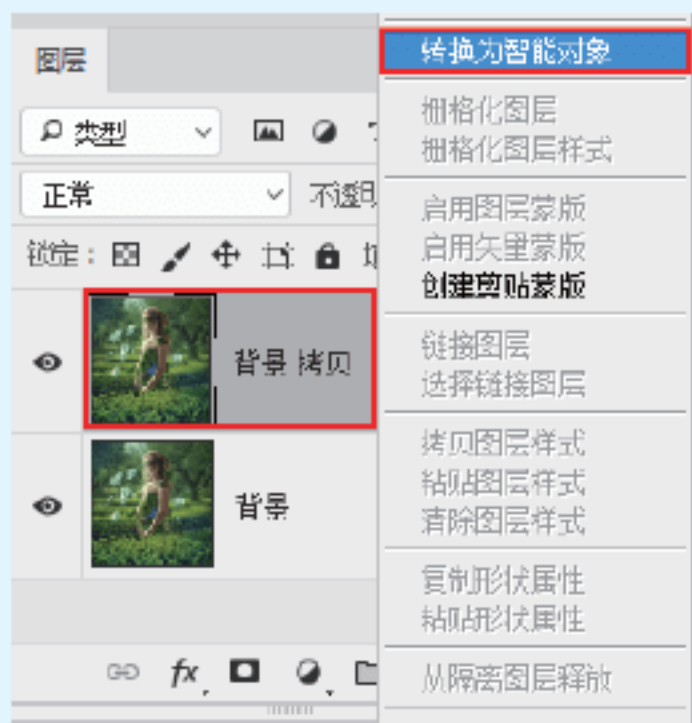 图层
类型
正常
不透明
锁定：
背景 拷贝
背景
fx
转换为智能对象
栅格化图层
栅格化图层样式
启用图层蒙版
启用矢量蒙版
创建剪贴蒙版
链接图层
选择链接图层
拷贝图层样式
粘贴图层样式
清除图层样式
复制形状属性
粘贴形状属性
从隔离图层释放